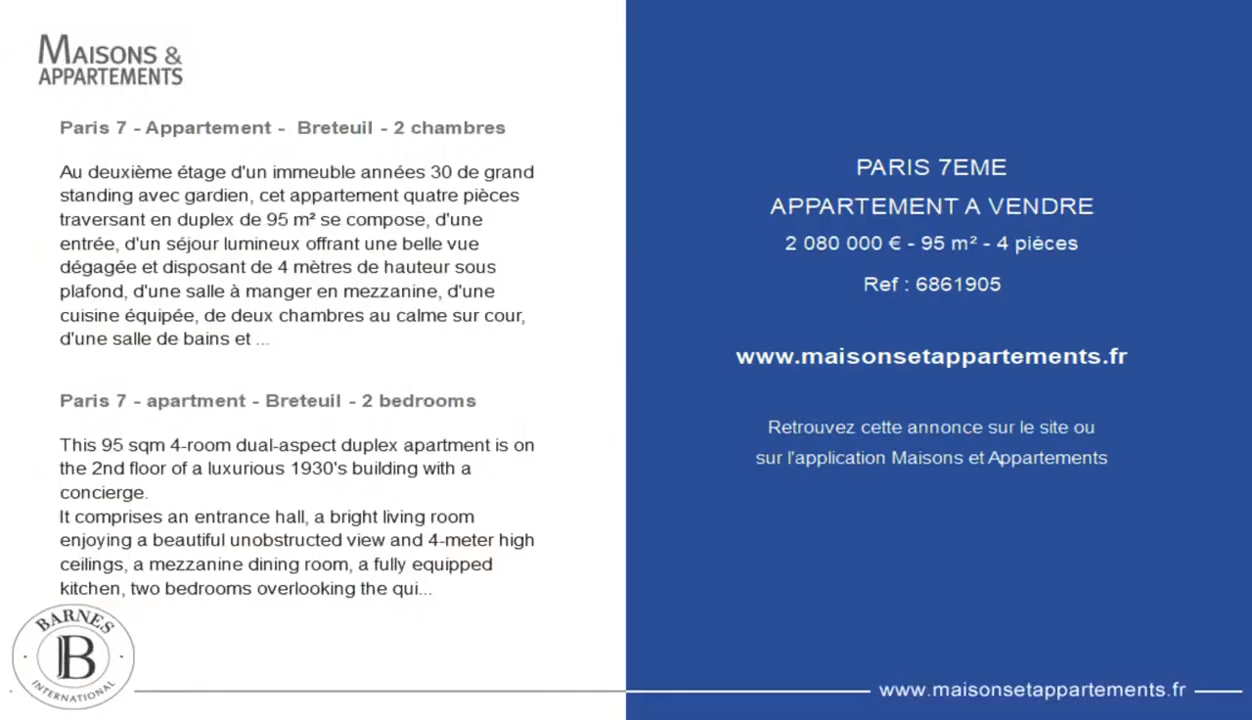 MAISONS &
APPARTEMENTS
Paris 7 - Appartement -  Breteuil - 2 chambres
Au deuxième étage d'un immeuble années 30 de grand
standing avec gardien, cet appartement quatre pièces
traversant en duplex de 95 m² se compose, d'une
entrée, d'un séjour lumineux offrant une belle vue
dégagée et disposant de 4 mètres de hauteur sous
plafond, d'une salle à manger en mezzanine, d'une
cuisine équipée, de deux chambres au calme sur cour,
d'une salle de bains et ...
Paris 7 - apartment - Breteuil - 2 bedrooms
This 95 sqm 4-room dual-aspect duplex apartment is on
the 2nd floor of a luxurious 1930's building with a
concierge.
It comprises an entrance hall, a bright living room
enjoying a beautiful unobstructed view and 4-meter high
ceilings, a mezzanine dining room, a fully equipped
kitchen, two bedrooms overlooking the qui...
BARNES
B
INTERNATIONAL
PARIS 7EME
APPARTEMENT A VENDRE
2 080 000 € - 95 m² - 4 pièces
Ref : 6861905
www.maisonsetappartements.fr
Retrouvez cette annonce sur le site ou
sur l'application Maisons et Appartements
www.maisonsetappartements.fr